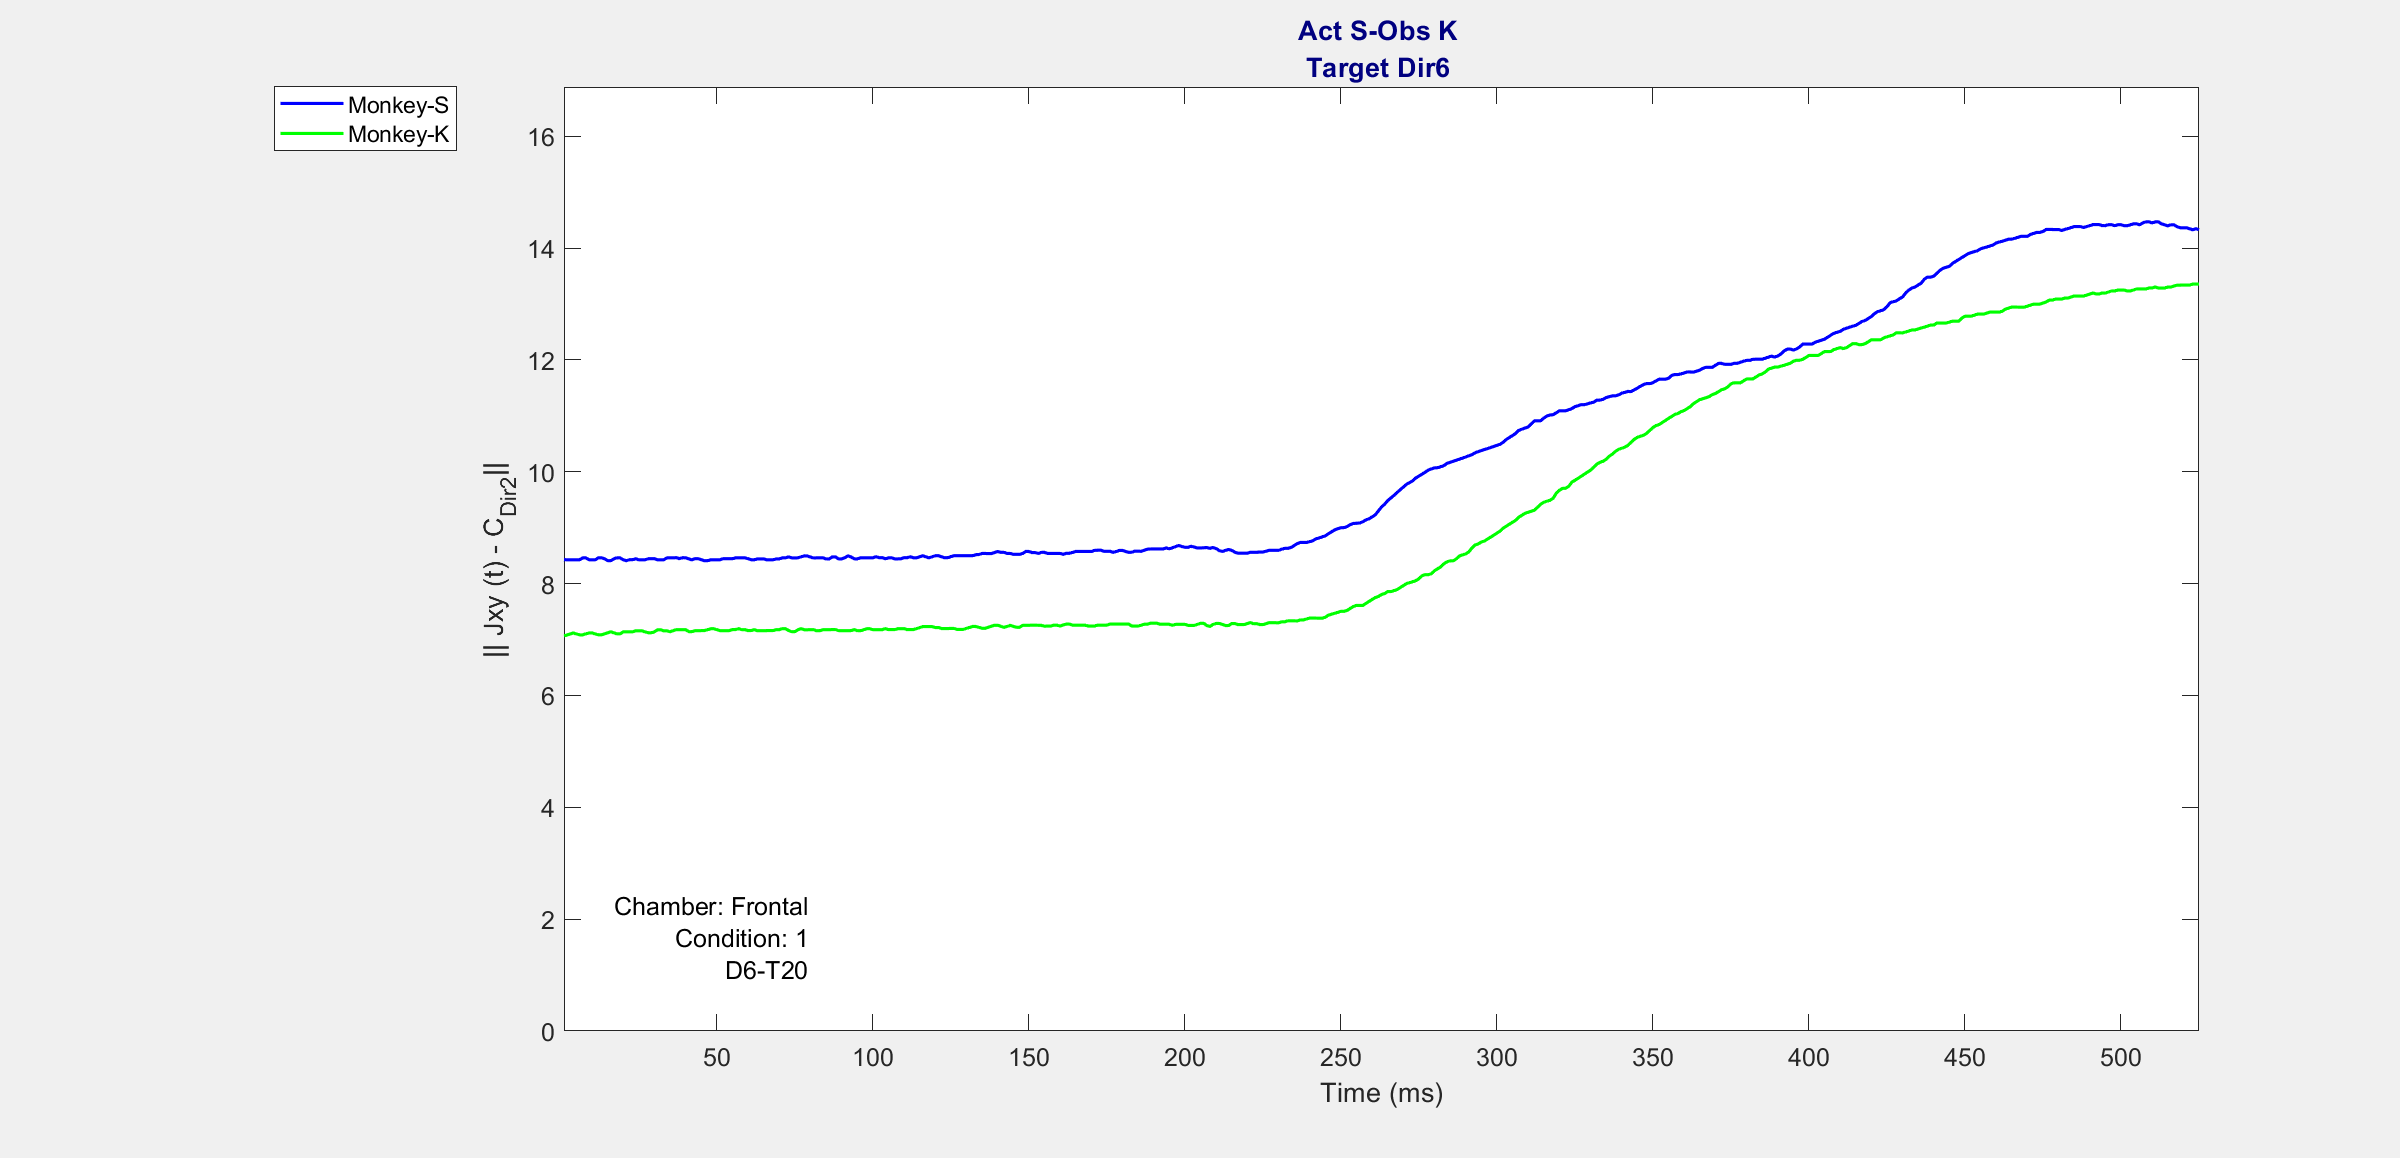 Act S-Obs K
Target Dir6
Monkey-S
Monkey-K
|| Jxy (t) - C_Dir2||
16
14
12
10
8
6
4
2
0
Chamber: Frontal
Condition: 1
D6-T20
50 100 150 200 250 300 350 400 450 500
Time (ms)